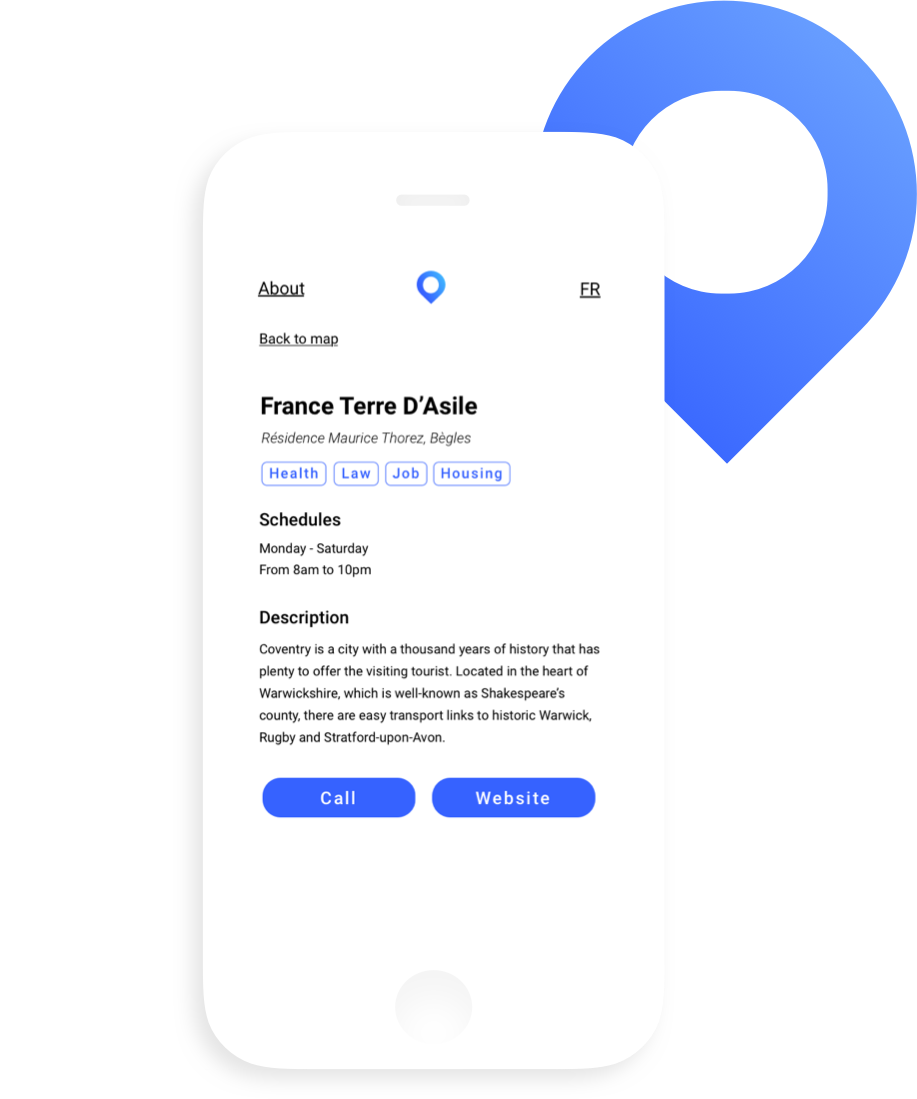 About
FR
Back to map
France Terre D’Asile
Résidence Maurice Thorez, Bègles
Health Law Job Housing
Schedules
Monday - Saturday
From 8am to 10pm
Description
Coventry is a city with a thousand years of history that has
plenty to offer the visiting tourist. Located in the heart of
Warwickshire, which is well-known as Shakespeare’s
county, there are easy transport links to historic Warwick,
Rugby and Stratford-upon-Avon.
Call Website